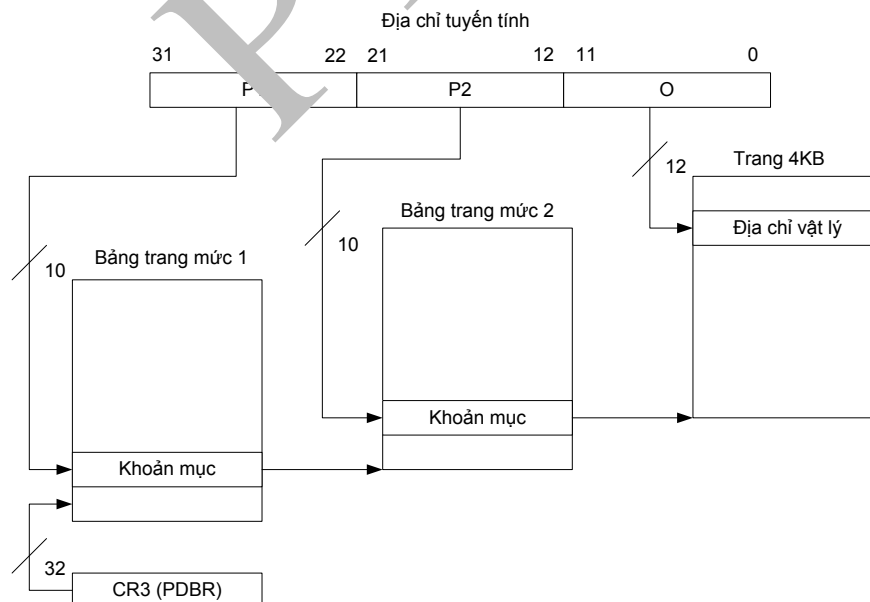 Địa chỉ tuyến tính
31 22 21 12 11 0
P2 O
12 Trang 4KB
Bảng trang mức 2
Địa chỉ vật lý
10
Bảng trang mức 1
10
Khoản mục
Khoản mục
32
CR3 (PDBR)